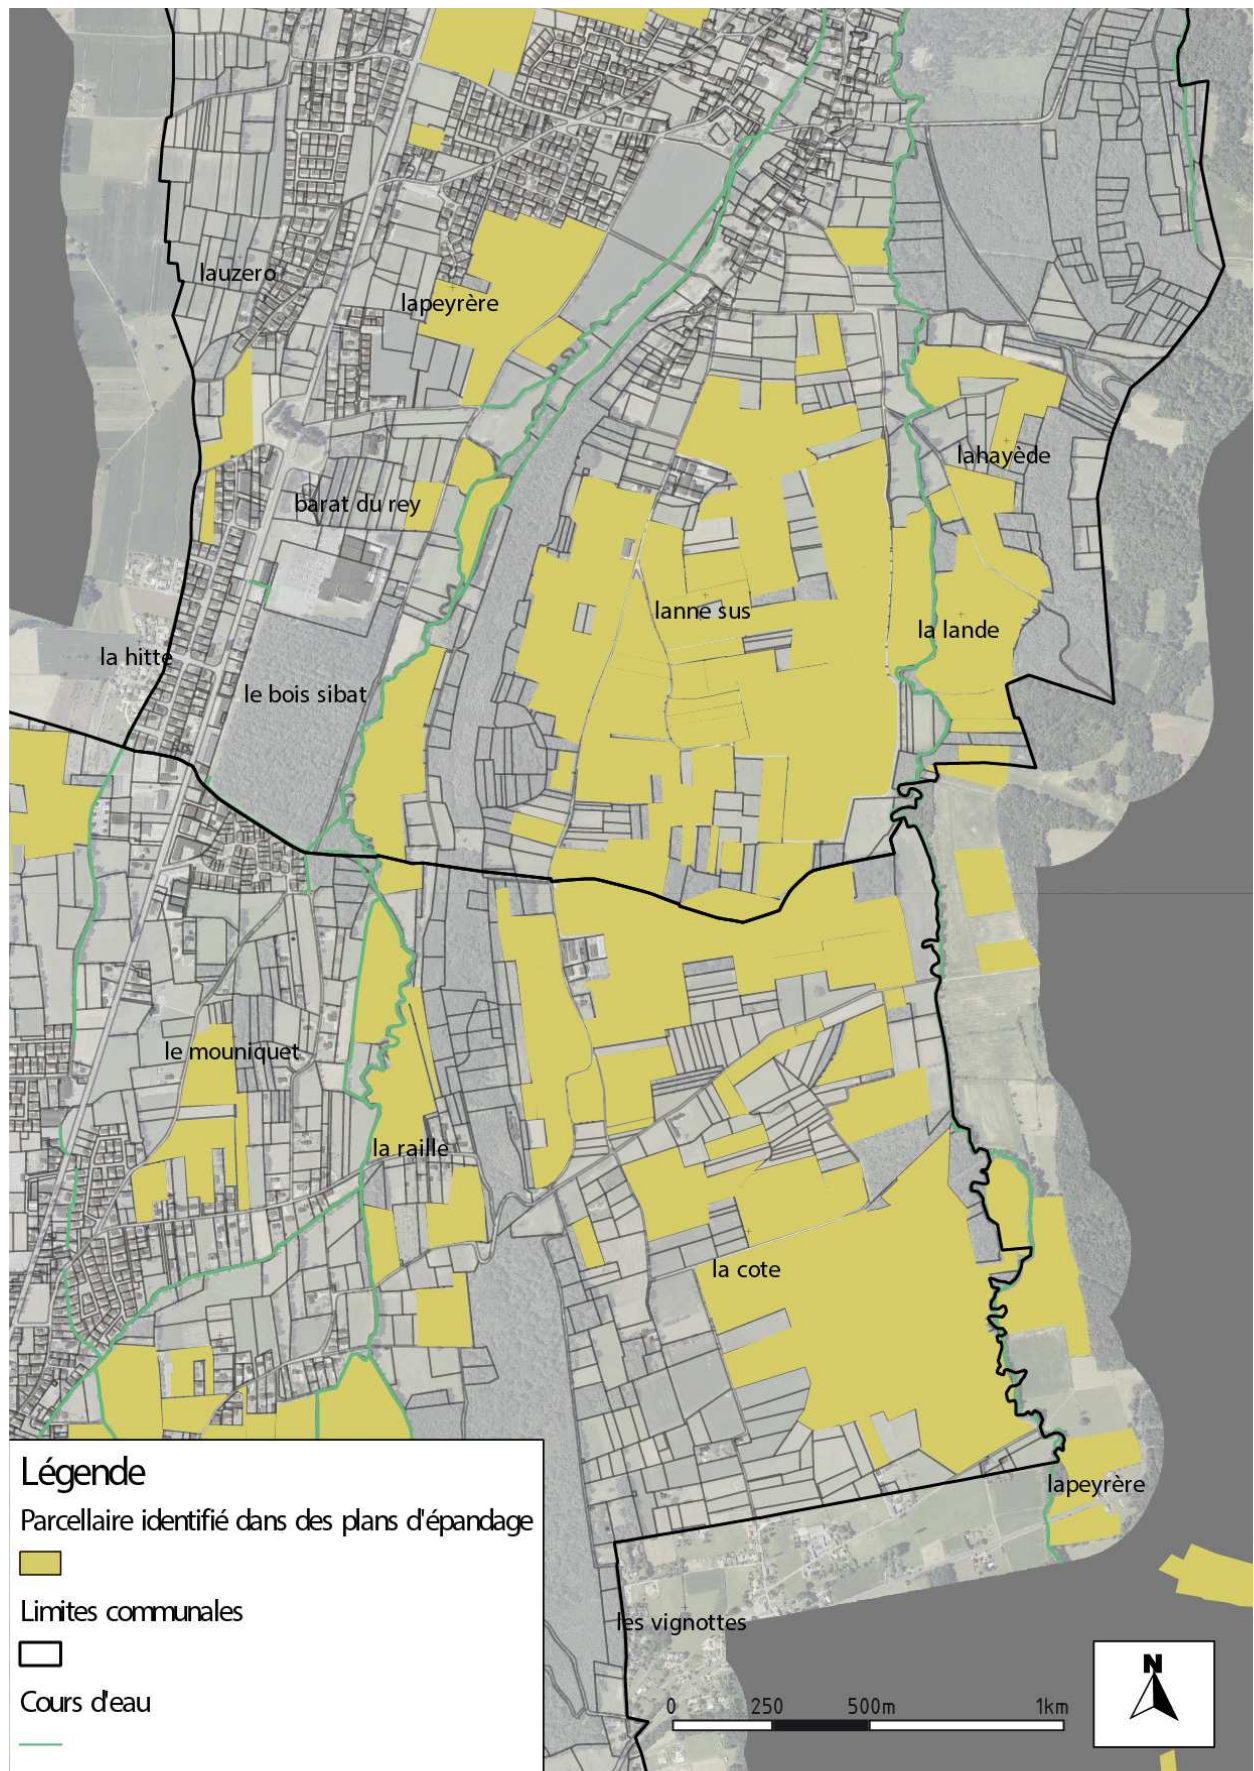 lauzero
lapeyrère
barat du rey
lahayède
lanne sus
la lande
la hitte
le bois sibat
le mouniquet
la raille
la cote
Légende
Parcellaire identifié dans des plans d'épandage
Limites communales
Cours d'eau
lapeyrère
les vignottes
N
0 250 500m 1km